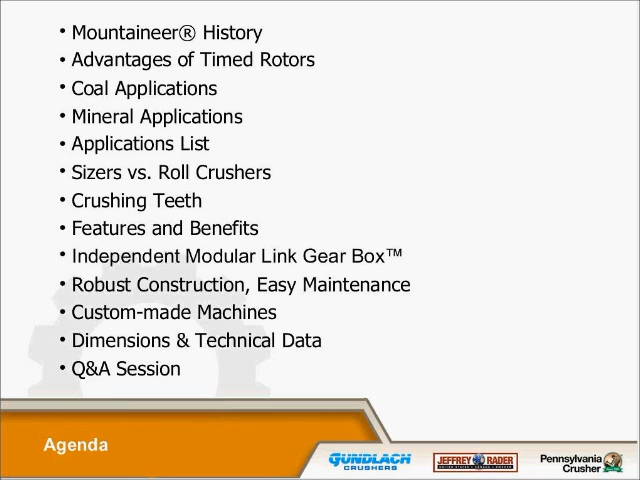 • Mountaineer® History
• Advantages of Timed Rotors
• Coal Applications
• Mineral Applications
• Applications List
• Sizers vs. Roll Crushers
• Crushing Teeth
• Features and Benefits
• Independent Modular Link Gear Box™
• Robust Construction, Easy Maintenance
• Custom-made Machines
• Dimensions & Technical Data
• Q&A Session
Agenda
GUNDLACH
CRUSHERS
JEFFREY RADER
Pennsylvania
Crusher